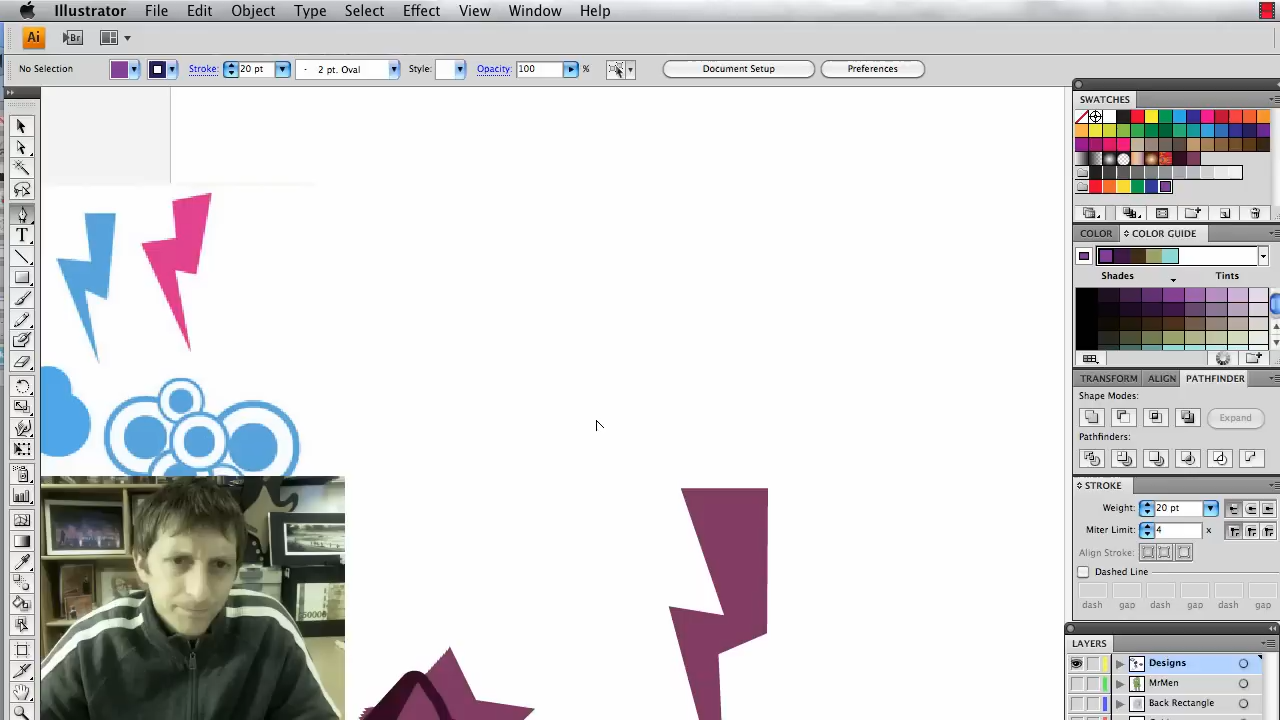 Illustrator File Edit Object Type Select Effect View Window Help
Ai Br
No Selection Stroke: 20 pt 2 pt. Oval Style: Opacity: 100 % Document Setup Preferences
SWATCHES
COLOR COLOR GUIDE
Shades Tints
TRANSFORM ALIGN PATHFINDER
Shape Modes:
Expand
Pathfinders:
STROKE
Weight: 20 pt
Miter Limit: 4 x
Align Stroke:
Dashed Line
dash gap dash gap dash gap
LAYERS
Designs
MrMen
Back Rectangle
T
50000